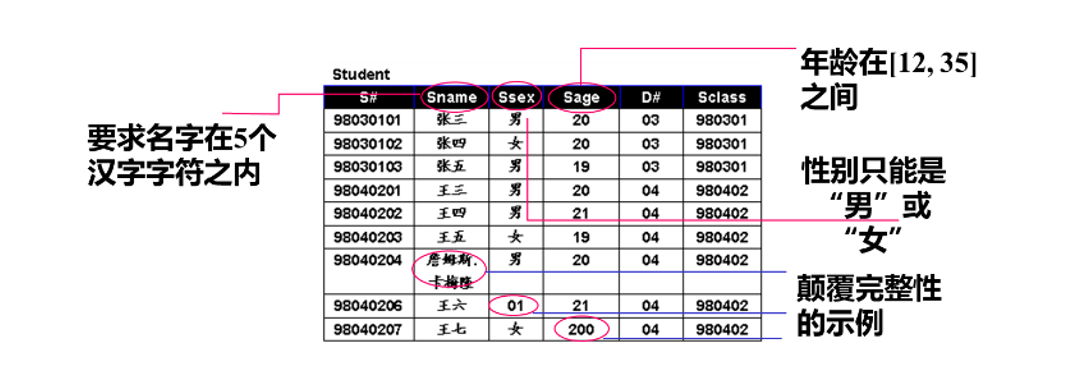 年龄在[12, 35]
之间
Student
S# Sname Ssex Sage D# Sclass
98030101 张三 男 20 03 980301
要求名字在5个
汉字字符之内
98030102 张四 女 20 03 980301
98030103 张五 男 19 03 980301
性别只能是
“男”或
“女”
98040201 王三 男 20 04 980402
98040202 王四 男 21 04 980402
98040203 王五 女 19 04 980402
98040204 詹姆斯. 男 20 04 980402
卡梅隆
颠覆完整性
的示例
98040206 王六 01 21 04 980402
98040207 王七 女 200 04 980402